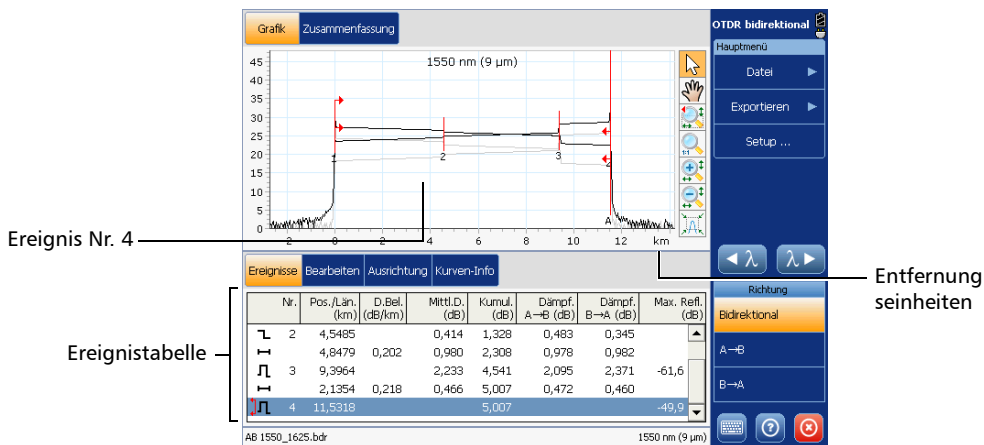 Grafik Zusammenfassung
OTDR bidirektional
Hauptmenü
Datei
Exportieren
Setup ...
1550 nm (9 µm)
45
40
35
30
25
20
15
10
5
0
1 2 3
A
2 0 2 4 6 8 10 12 km
1:1
Ereignis Nr. 4
λ λ
Entfernung
seinheiten
Ereignisse Bearbeiten Ausrichtung Kurven-Info
Richtung
Bidirektional
A→B
B→A
Ereignistabelle
Nr. Pos./Län. D.Bel. Mittl.D. Kumul. Dämpf. Dämpf. Max. Refl.
(km) (dB/km) (dB) (dB) A→B (dB) B→A (dB) (dB)
2 4,5485 0,414 1,328 0,483 0,345
4,8479 0,202 0,980 2,308 0,978 0,982
3 9,3964 2,233 4,541 2,095 2,371 -61,6
2,1354 0,218 0,466 5,007 0,472 0,460
4 11,5318 5,007 -49,9
AB 1550_1625.bdr 1550 nm (9 µm)